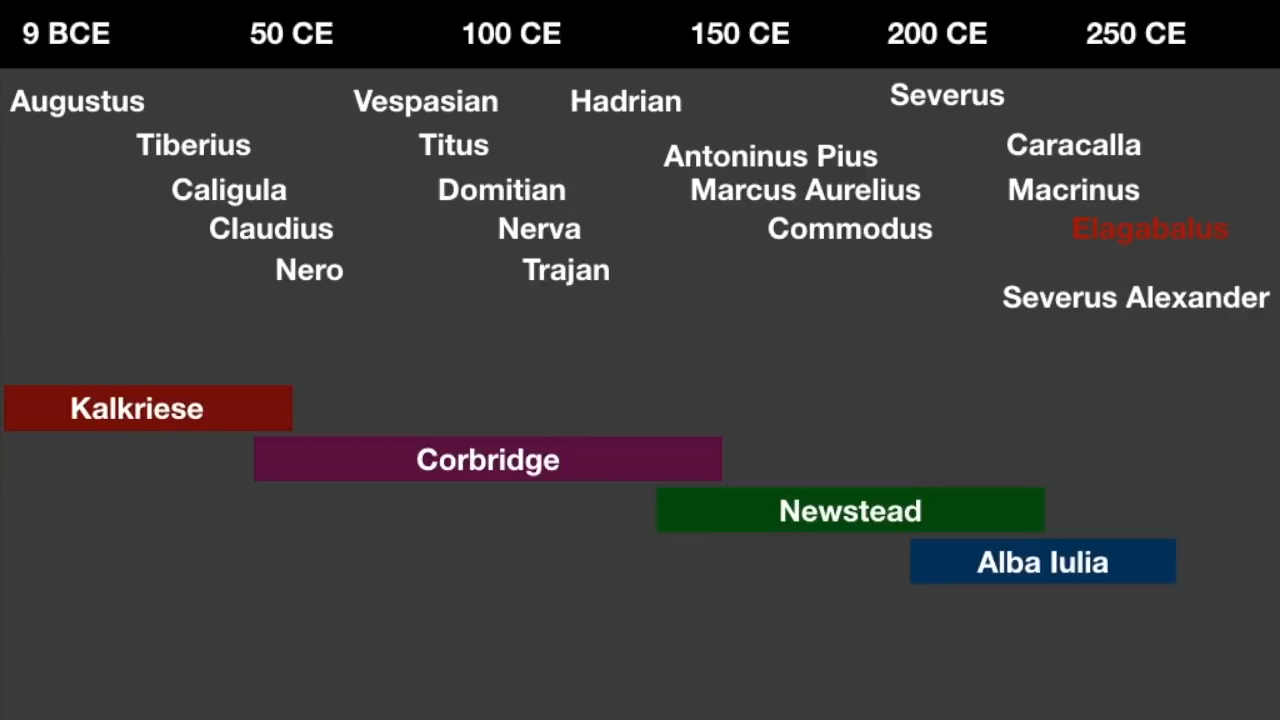 9 BCE 50 CE 100 CE 150 CE 200 CE 250 CE
Augustus Vespasian Hadrian Severus
Tiberius Titus Antoninus Pius Caracalla
Caligula Domitian Marcus Aurelius Macrinus
Claudius Nerva Commodus Elagabalus
Nero Trajan
Severus Alexander
Kalkriese
Corbridge
Newstead
Alba Iulia